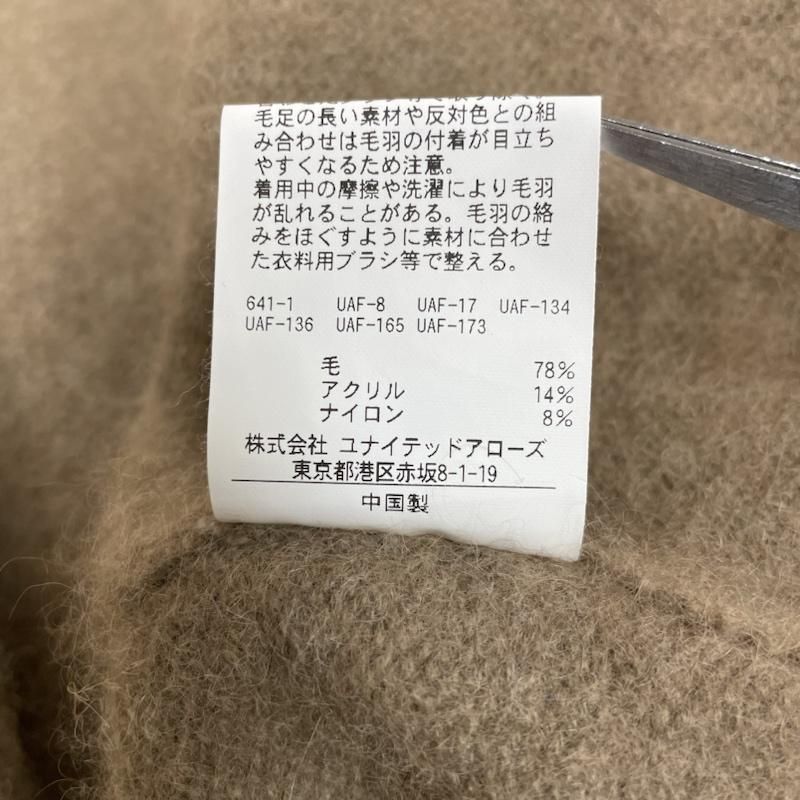 毛足の長い素材や反対色との組
み合わせは毛羽の付着が目立ち
やすくなるため注意。
着用中の摩擦や洗濯により毛羽
が乱れることがある。毛羽の絡
みをほぐすように素材に合わせ
た衣料用ブラシ等で整える。
641-1 UAF-8 UAF-17 UAF-134
UAF-136 UAF-165 UAF-173
毛 78%
アクリル 14%
ナイロン 8%
株式会社 ユナイテッドアローズ
東京都港区赤坂8-1-19
中国製